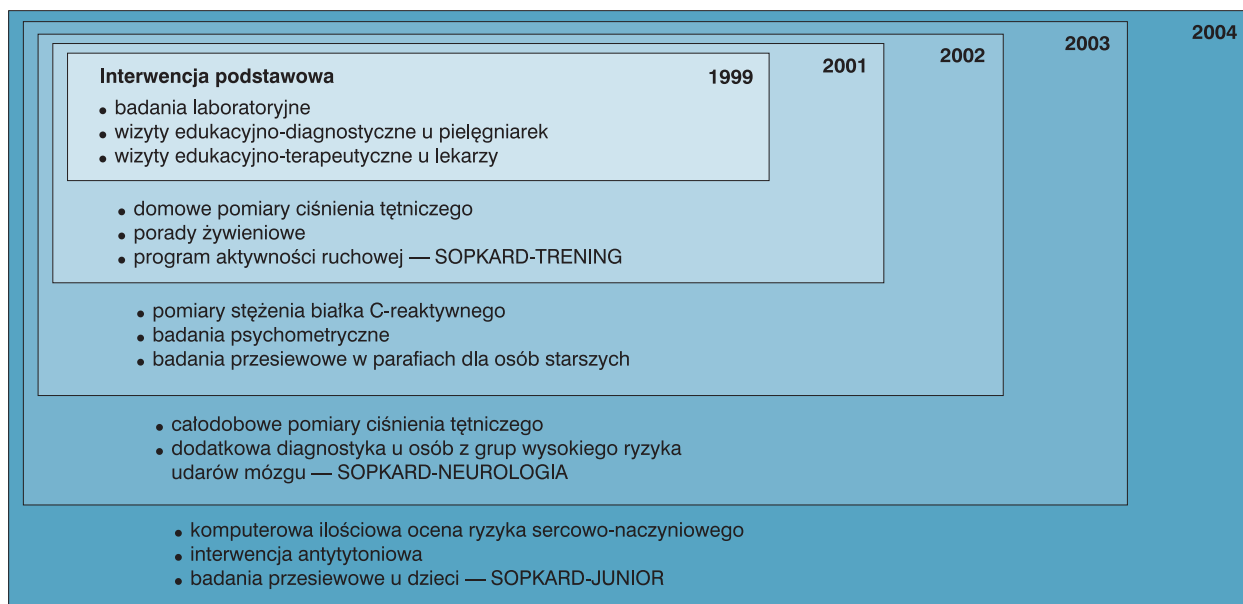 2004
2003
2002
2001
Interwencja podstawowa 1999
• badania laboratoryjne
• wizyty edukacyjno-diagnostyczne u pielęgniarek
• wizyty edukacyjno-terapeutyczne u lekarzy
• domowe pomiary ciśnienia tętniczego
• porady żywieniowe
• program aktywności ruchowej — SOPKARD-TRENING
• pomiary stężenia białka C-reaktywnego
• badania psychometryczne
• badania przesiewowe w parafiach dla osób starszych
• całodobowe pomiary ciśnienia tętniczego
• dodatkowa diagnostyka u osób z grup wysokiego ryzyka
udarów mózgu — SOPKARD-NEUROLOGIA
• komputerowa ilościowa ocena ryzyka sercowo-naczyniowego
• interwencja antytytoniowa
• badania przesiewowe u dzieci — SOPKARD-JUNIOR